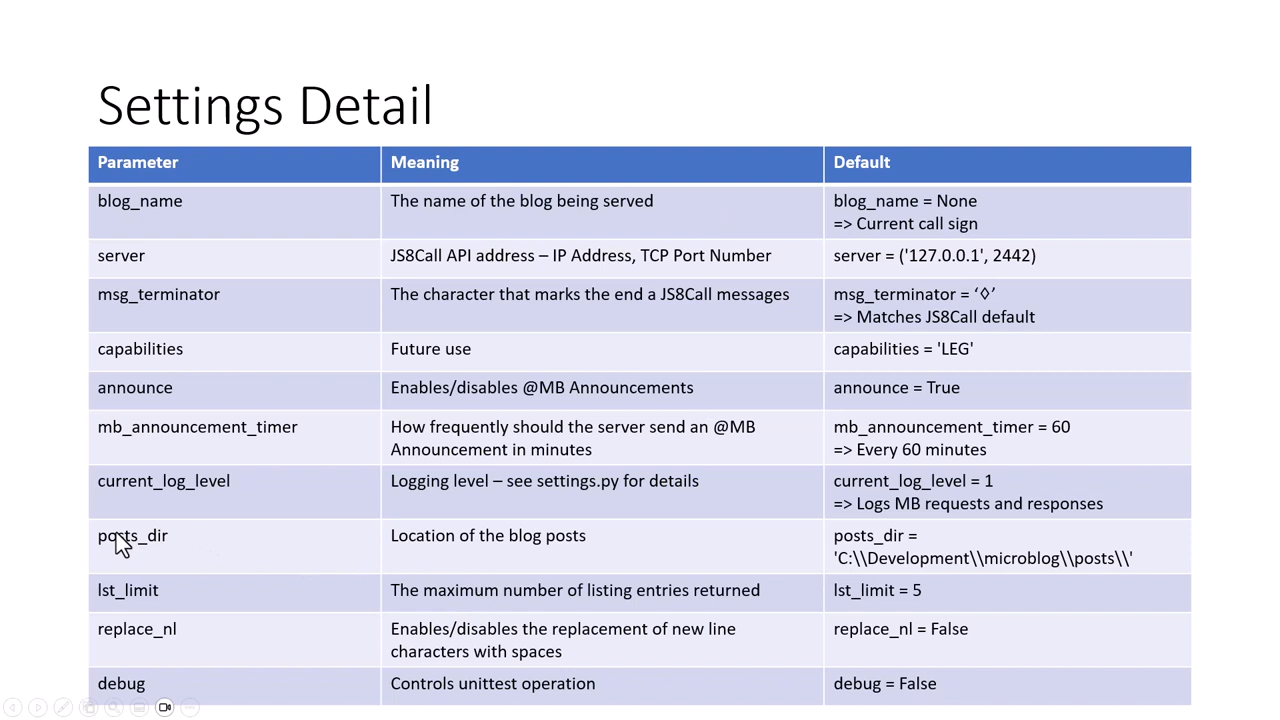 Settings Detail
Parameter
Meaning
Default
blog_name
The name of the blog being served
blog_name = None
=> Current call sign
server
JS8Call API address – IP Address, TCP Port Number
server = ('127.0.0.1', 2442)
msg_terminator
The character that marks the end a JS8Call messages
msg_terminator = ‘◊’
=> Matches JS8Call default
capabilities
Future use
capabilities = 'LEG'
announce
Enables/disables @MB Announcements
announce = True
mb_announcement_timer
How frequently should the server send an @MB
Announcement in minutes
mb_announcement_timer = 60
=> Every 60 minutes
current_log_level
Logging level – see settings.py for details
current_log_level = 1
=> Logs MB requests and responses
posts_dir
Location of the blog posts
posts_dir =
'C:\\Development\\microblog\\posts\\'
lst_limit
The maximum number of listing entries returned
lst_limit = 5
replace_nl
Enables/disables the replacement of new line
characters with spaces
replace_nl = False
debug
Controls unittest operation
debug = False